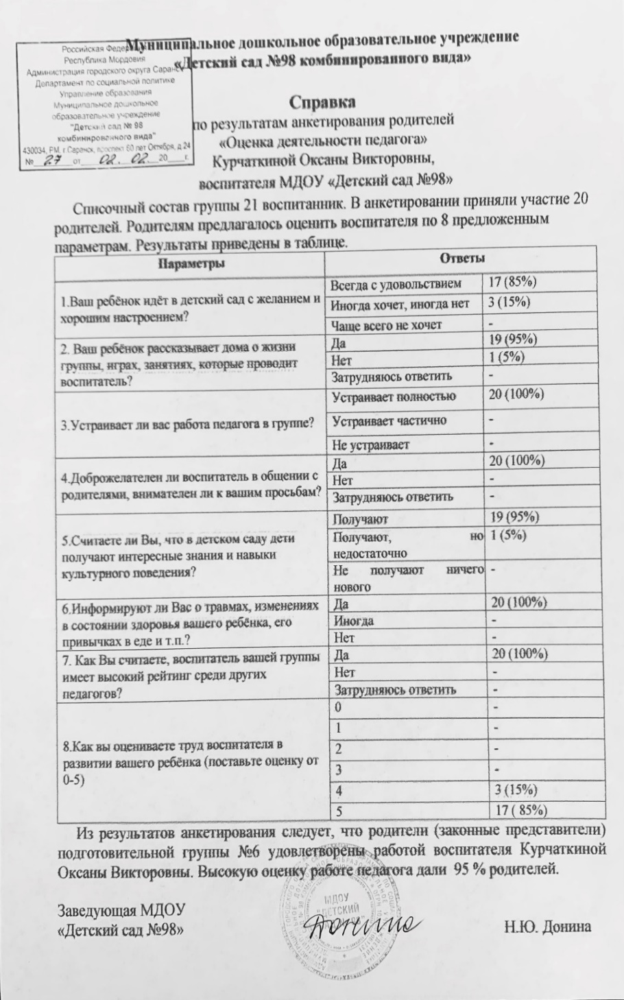 Муниципальное дошкольное образовательное учреждение
«Детский сад №98 комбинированного вида»
Российская Феде
Республика Мордовия
Администрация городского округа Саранск
Департамент по социальной политике
Управление образования
Муниципальное дошкольное
образовательное учреждение
"Детский сад № 98
комбинированного вида"
430034, РМ, г. Саранск, проспект 60 лет Октября, д 24
№ 27 от 02. 02. 20 г.
Справка
по результатам анкетирования родителей
«Оценка деятельности педагога»
Курчаткиной Оксаны Викторовны,
воспитателя МДОУ «Детский сад №98»
Списочный состав группы 21 воспитанник. В анкетировании приняли участие 20
родителей. Родителям предлагалось оценить воспитателя по 8 предложенным
параметрам. Результаты приведены в таблице.
Параметры Ответы
1.Ваш ребёнок идёт в детский сад с желанием и
хорошим настроением?
Всегда с удовольствием 17 (85%)
Иногда хочет, иногда нет 3 (15%)
Чаще всего не хочет -
2. Ваш ребёнок рассказывает дома о жизни
группы, играх, занятиях, которые проводит
воспитатель?
Да 19 (95%)
Нет 1 (5%)
Затрудняюсь ответить -
3.Устраивает ли вас работа педагога в группе?
Устраивает полностью 20 (100%)
Устраивает частично -
Не устраивает -
4.Доброжелателен ли воспитатель в общении с
родителями, внимателен ли к вашим просьбам?
Да 20 (100%)
Нет -
Затрудняюсь ответить -
5.Считаете ли Вы, что в детском саду дети
получают интересные знания и навыки
культурного поведения?
Получают 19 (95%)
Получают, но 1 (5%)
недостаточно
Не получают ничего -
нового
6.Информируют ли Вас о травмах, изменениях
в состоянии здоровья вашего ребёнка, его
привычках в еде и т.п.?
Да 20 (100%)
Иногда -
Нет -
7. Как Вы считаете, воспитатель вашей группы
имеет высокий рейтинг среди других
педагогов?
Да 20 (100%)
Нет -
Затрудняюсь ответить -
8.Как вы оцениваете труд воспитателя в
развитии вашего ребёнка (поставьте оценку от
0-5)
0 -
1 -
2 -
3 -
4 3 (15%)
5 17 ( 85%)
Из результатов анкетирования следует, что родители (законные представители)
подготовительной группы №6 удовлетворены работой воспитателя Курчаткиной
Оксаны Викторовны. Высокую оценку работе педагога дали 95 % родителей.
Заведующая МДОУ
«Детский сад №98»
МДОУ
"ДЕТСКИЙ
Донина
Н.Ю. Донина